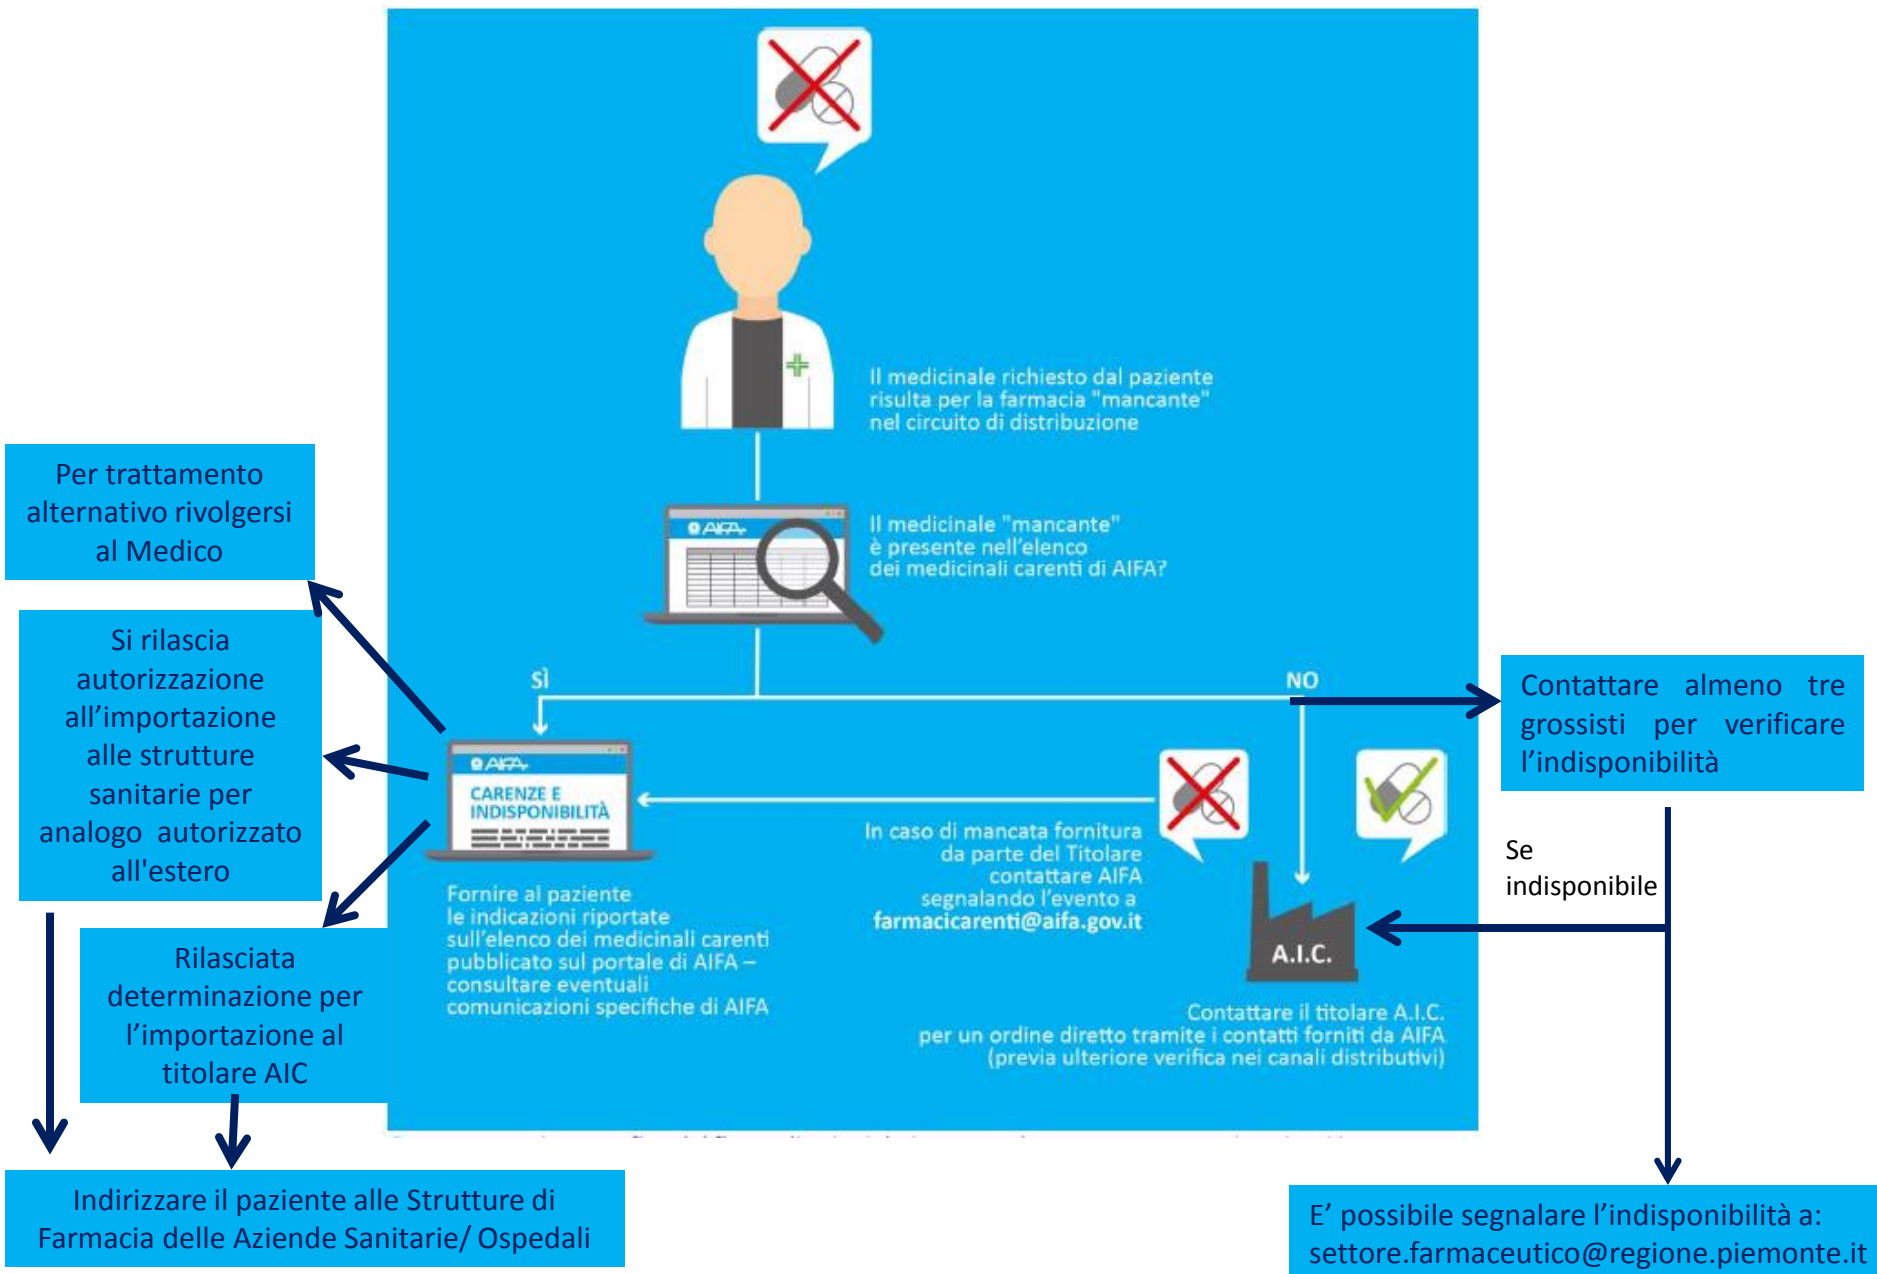 Il medicinale richiesto dal paziente
risulta per la farmacia "mancante"
nel circuito di distribuzione
AIFA
Il medicinale "mancante"
è presente nell'elenco
dei medicinali carenti di AIFA?
SÌ
NO
Per trattamento
alternativo rivolgersi
al Medico
Si rilascia
autorizzazione
all'importazione
alle strutture
sanitarie per
analogo autorizzato
all'estero
Rilasciata
determinazione per
l'importazione al
titolare AIC
Indirizzare il paziente alle Strutture di
Farmacia delle Aziende Sanitarie/ Ospedali
AIFA
CARENZE E
INDISPONIBILITÀ
Fornire al paziente
le indicazioni riportate
sull'elenco dei medicinali carenti
pubblicato sul portale di AIFA –
consultare eventuali
comunicazioni specifiche di AIFA
In caso di mancata fornitura
da parte del Titolare
contattare AIFA
segnalando l'evento a
farmacicarenti@aifa.gov.it
A.I.C.
Contattare il titolare A.I.C.
per un ordine diretto tramite i contatti forniti da AIFA
(previa ulteriore verifica nei canali distributivi)
Contattare almeno tre
grossisti per verificare
l'indisponibilità
Se
indisponibile
E' possibile segnalare l'indisponibilità a:
settore.farmaceutico@regione.piemonte.it